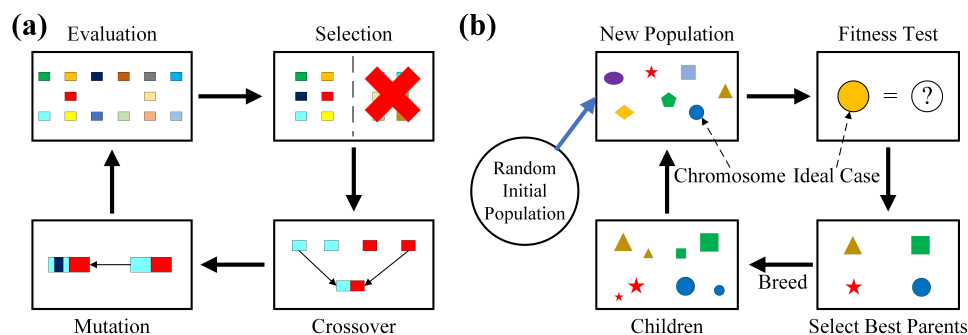 (a)
Evaluation
Selection
Mutation
Crossover
(b)
New Population
Fitness Test
= ?
Random
Initial
Population
Chromosome
Ideal Case
Breed
Children
Select Best Parents